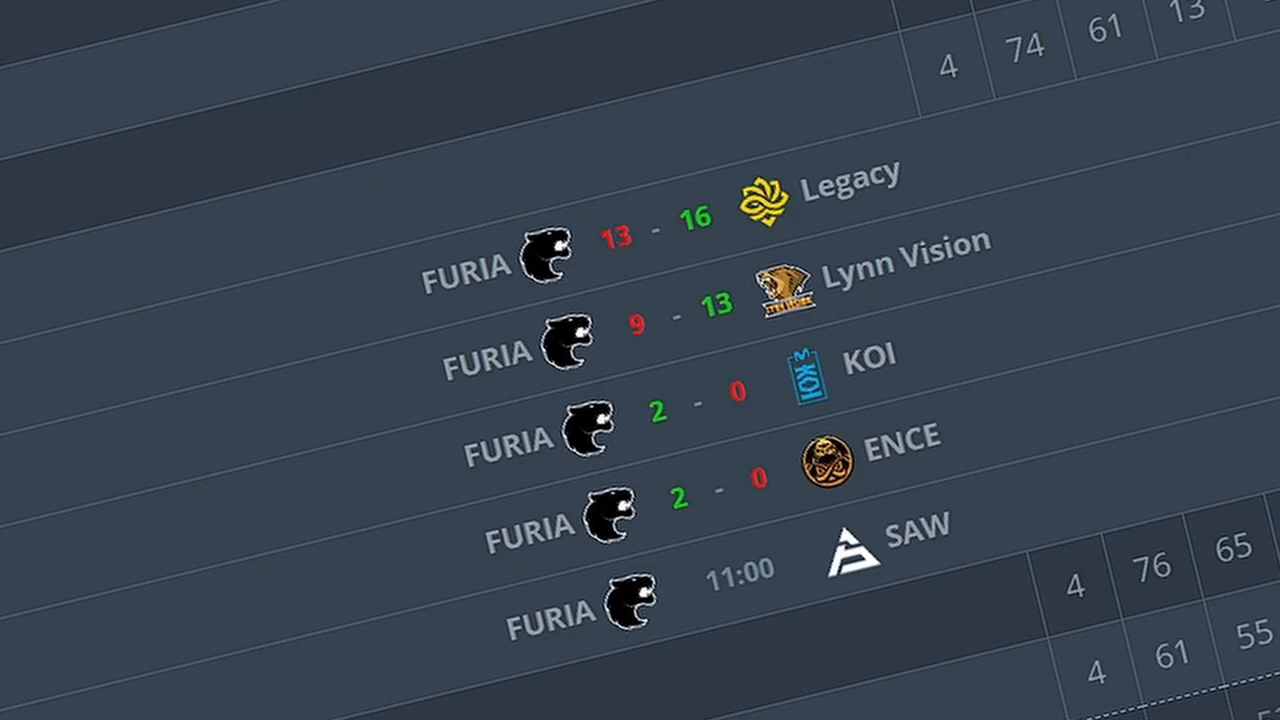 4 74 61 13
FURIA 13 - 16 Legacy
FURIA 9 - 13 Lynn Vision
FURIA 2 - 0 KOI KOI
FURIA 2 - 0 ENCE
FURIA 11:00 SAW
4 76 65
4 61 55